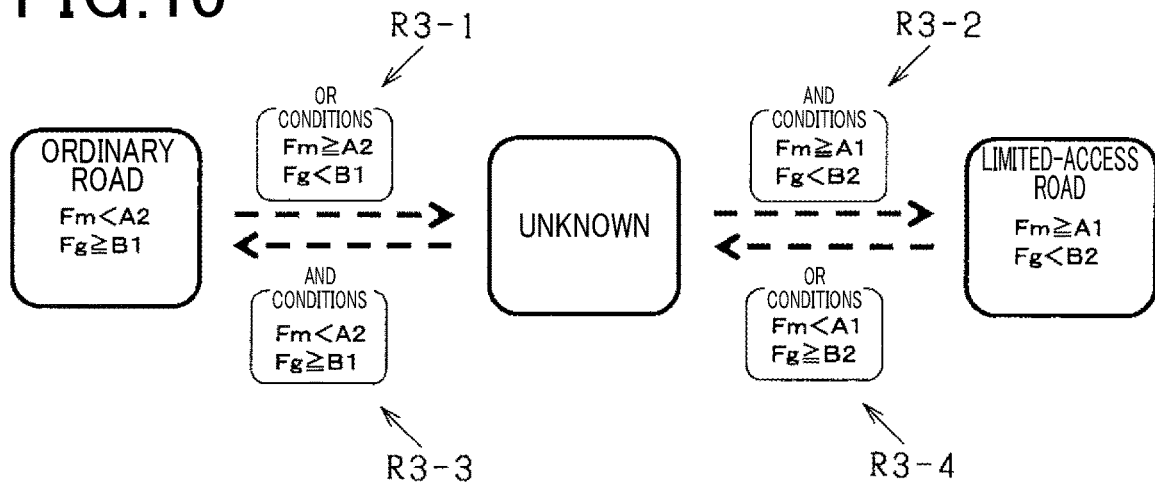 FIG.10
R3-1
R3-2
OR
CONDITIONS
Fm≧A2
Fg<B1
AND
CONDITIONS
Fm≧A1
Fg<B2
ORDINARY
ROAD
Fm<A2
Fg≧B1
UNKNOWN
LIMITED-ACCESS
ROAD
Fm≧A1
Fg<B2
AND
CONDITIONS
Fm<A2
Fg≧B1
OR
CONDITIONS
Fm<A1
Fg≧B2
R3-3
R3-4